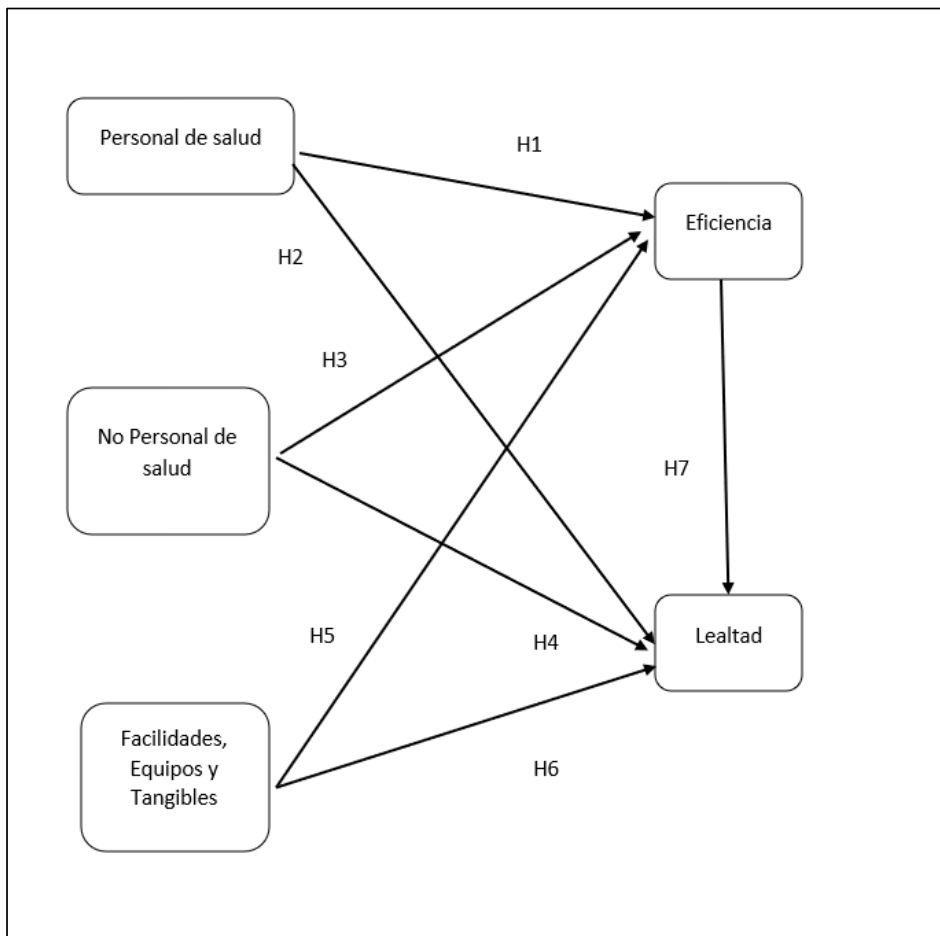 Personal de salud
H1
Eficiencia
H2
H3
No Personal de
salud
H7
H5
H4
Lealtad
Facilidades,
Equipos y
Tangibles
H6